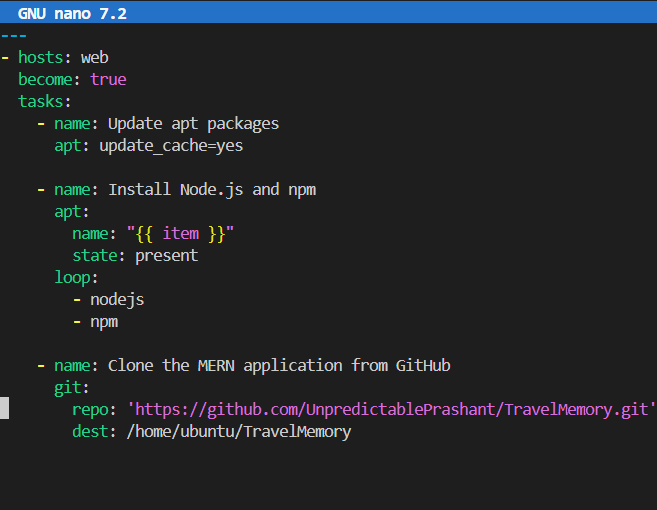 GNU nano 7.2
---
- hosts: web
  become: true
  tasks:
    - name: Update apt packages
      apt: update_cache=yes

    - name: Install Node.js and npm
      apt:
        name: "{{ item }}"
        state: present
      loop:
        - nodejs
        - npm

    - name: Clone the MERN application from GitHub
      git:
        repo: 'https://github.com/UnpredictablePrashant/TravelMemory.git'
        dest: /home/ubuntu/TravelMemory